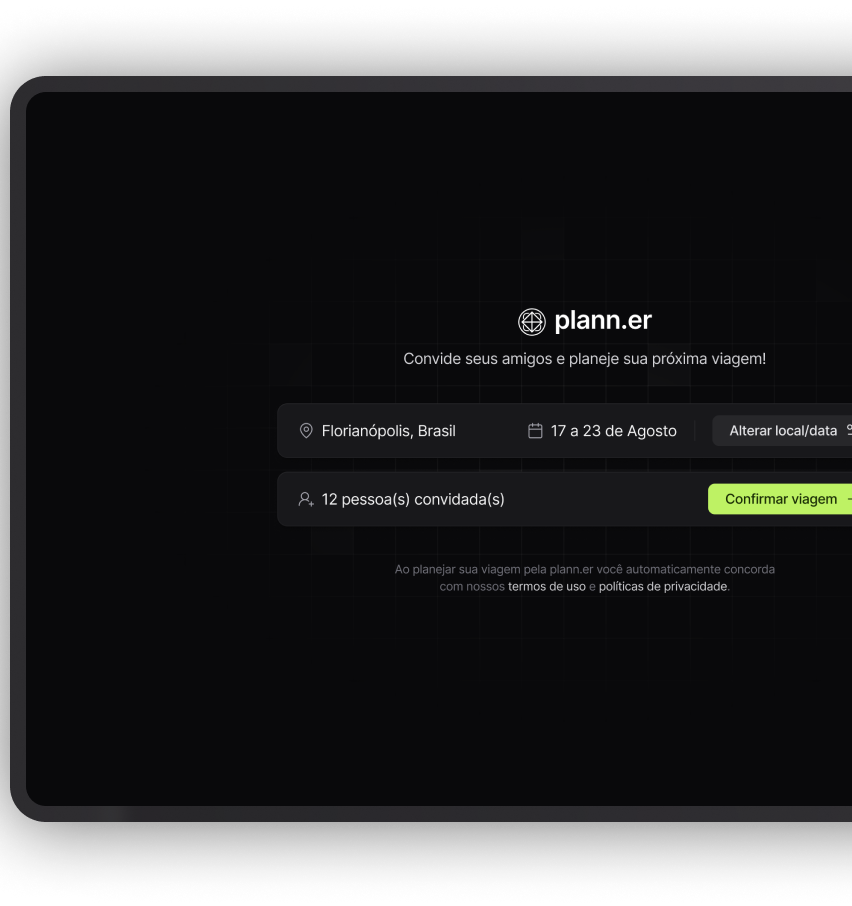 plann.er
Convide seus amigos e planeje sua próxima viagem!
Florianópolis, Brasil 17 a 23 de Agosto Alterar local/data
12 pessoa(s) convidada(s) Confirmar viagem
Ao planejar sua viagem pela plann.er você automaticamente concorda
com nossos termos de uso e políticas de privacidade.